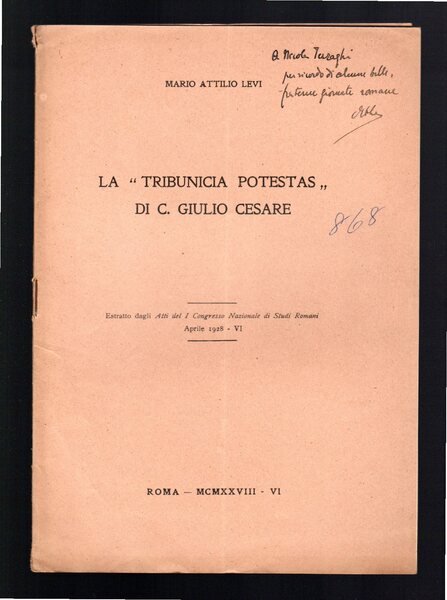 A Nicola Terzaghi
per ricordo di alcune belle,
fraterne giornate romane
MARIO ATTILIO LEVI
LA “ TRIBUNICIA POTESTAS „
DI C. GIULIO CESARE
868
Estratto dagli Atti del I Congresso Nazionale di Studi Romani
Aprile 1928 - VI
ROMA — MCMXXVIII - VI